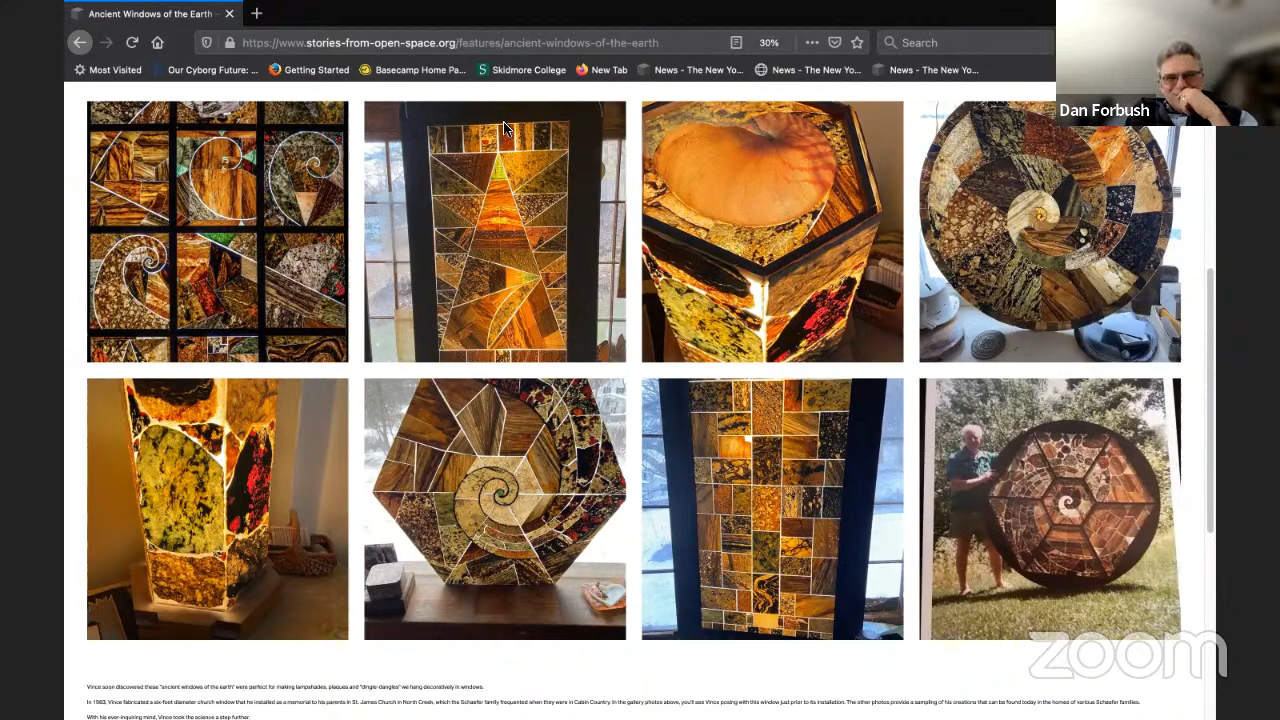 Ancient Windows of the Earth
https://www.stories-from-open-space.org/features/ancient-windows-of-the-earth
30%
Search
Most Visited
Our Cyborg Future: ...
Getting Started
Basecamp Home Pa...
Skidmore College
New Tab
News - The New Yo...
News - The New Yo...
News - The New Yo...
Dan Forbush
Vince soon discovered these "ancient windows of the earth" were perfect for making lampshades, plaques and "dingle-dangles" we hang decoratively in windows.
In 1983, Vince fabricated a six-foot diameter church window that he installed as a memorial to his parents in St. James Church in North Creek, which the Schaefer family frequented when they were in Cabin Country. In the gallery photos above, you'll see Vince posing with this window just prior to its installation. The other photos provide a sampling of his creations that can be found today in the homes of various Schaefer families.
With his ever-inquiring mind, Vince took the science a step further.
zoom